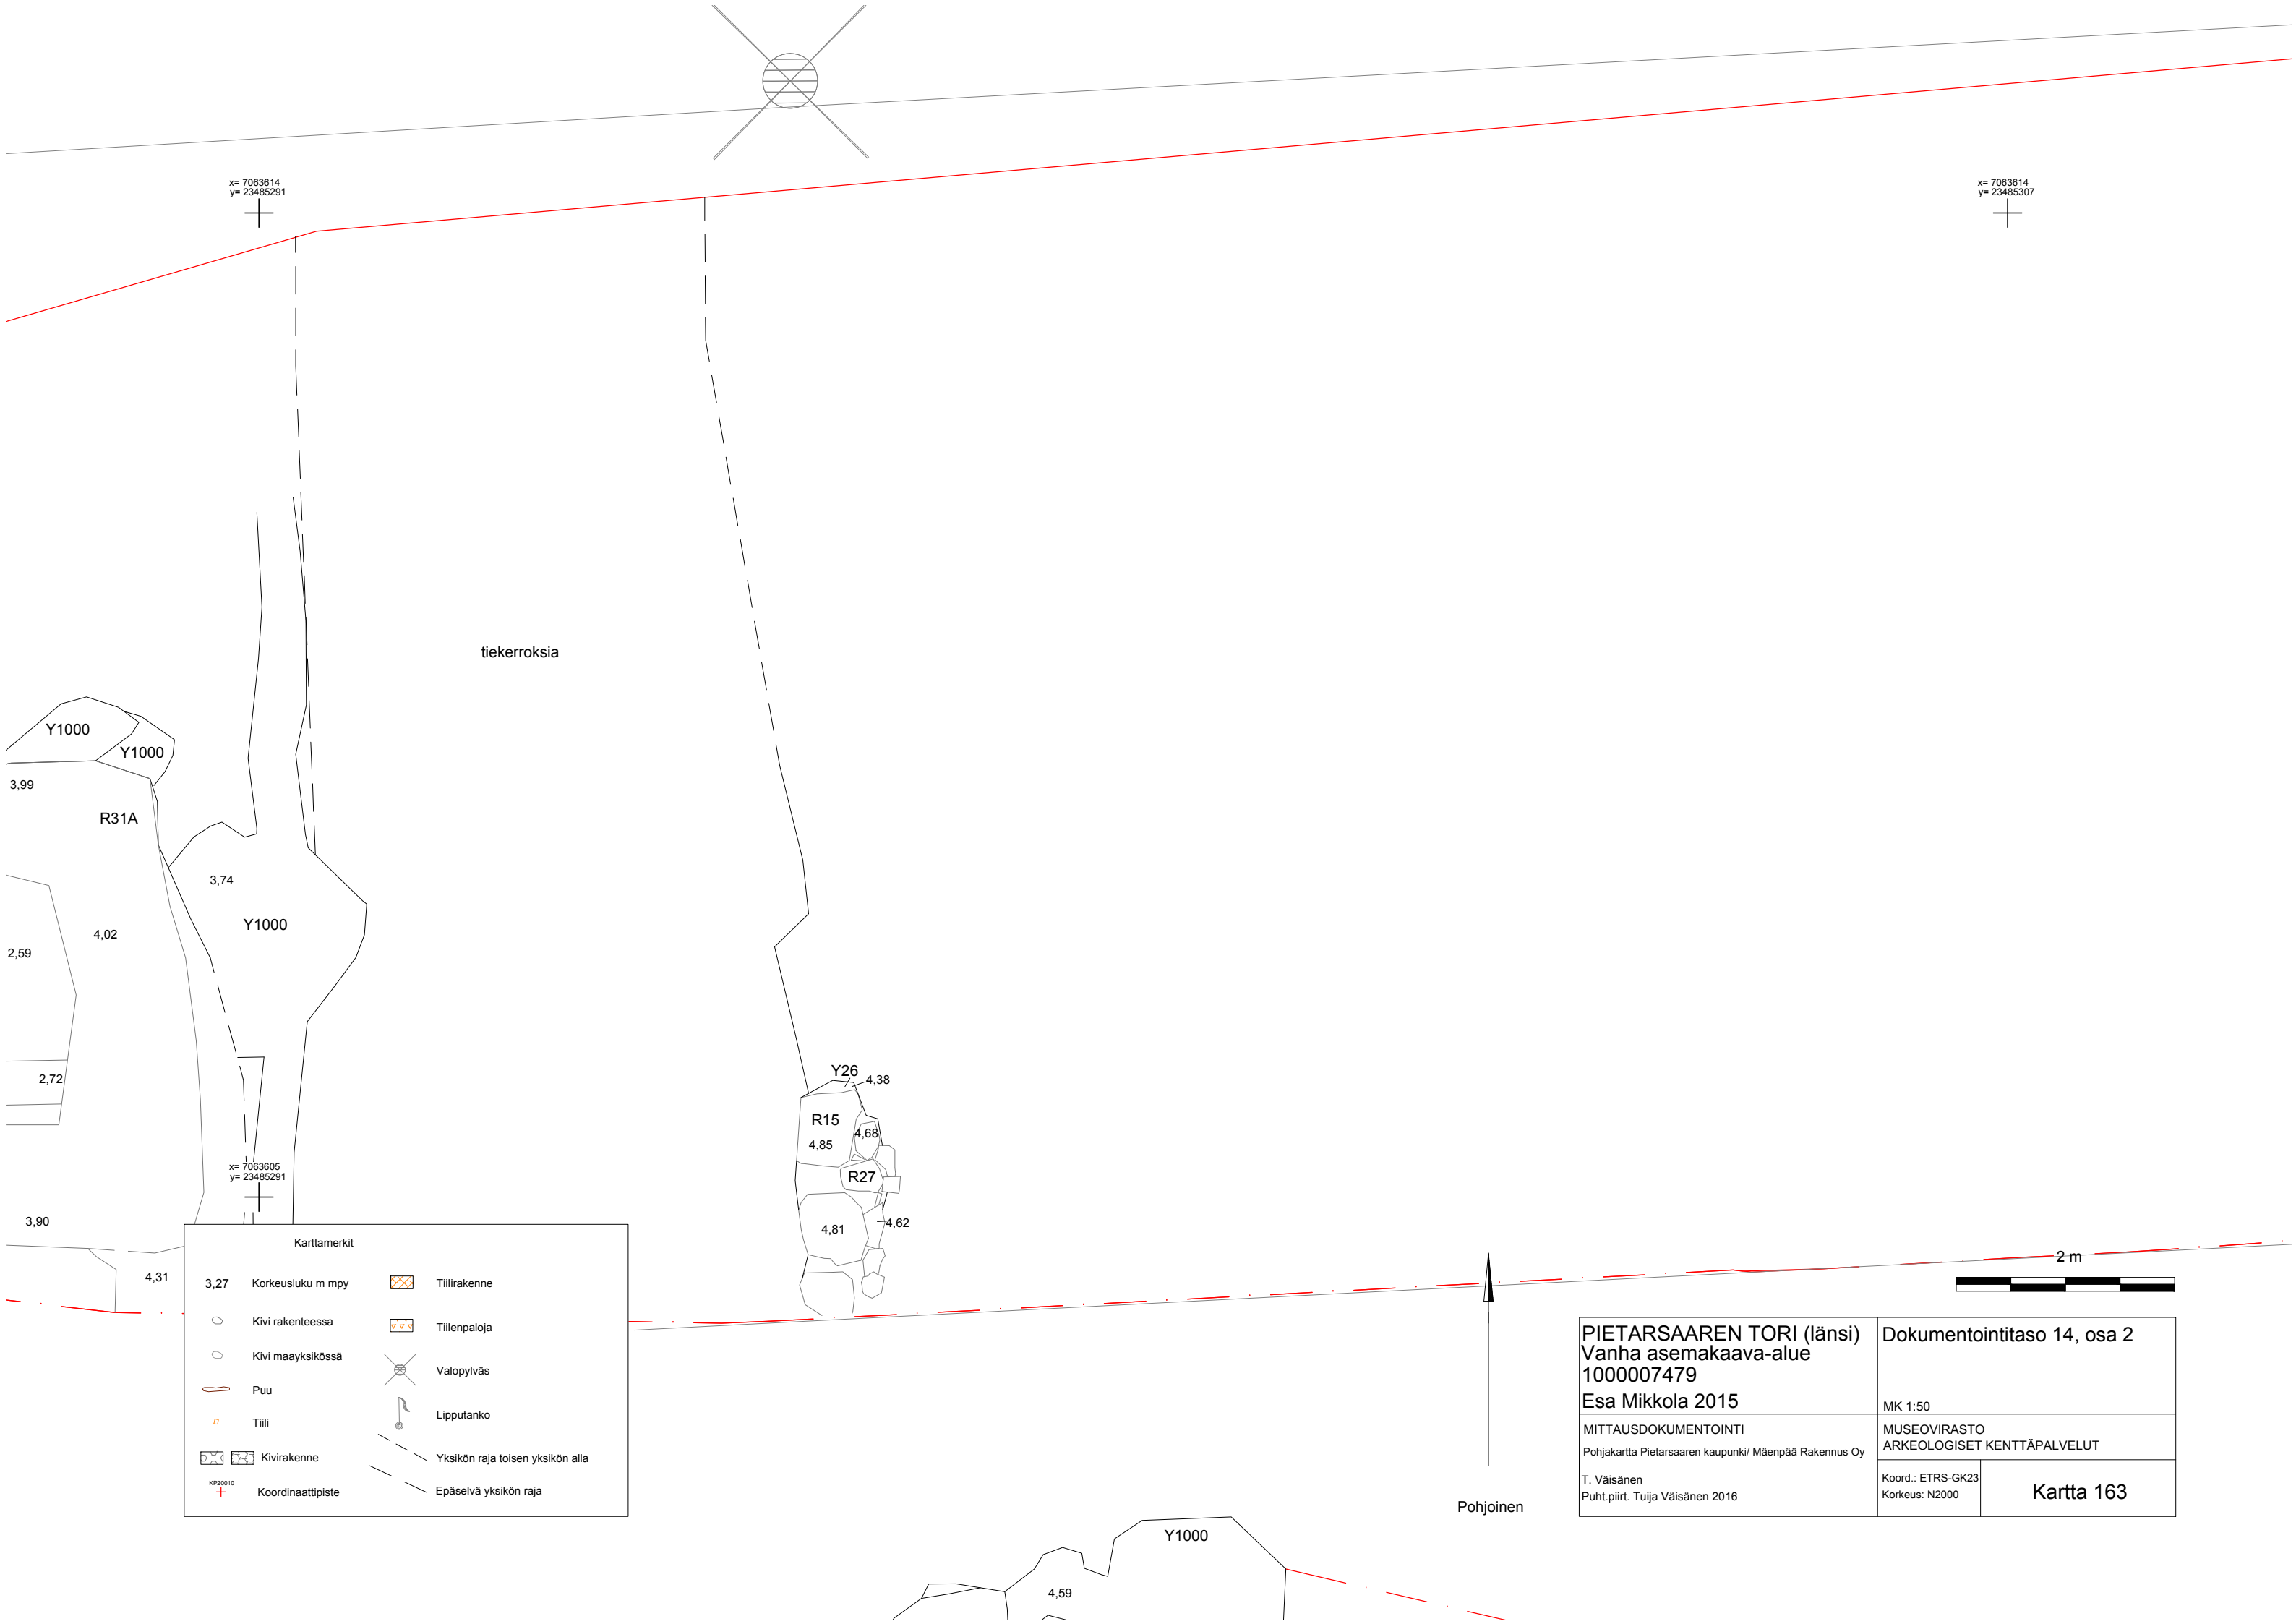 x= 7063614
y= 23485291
x= 7063614
y= 23485307
tiekerroksia
Y1000
Y1000
3,99
R31A
3,74
Y1000
4,02
2,59
2,72
Y26
4,38
R15
4,85
4,68
R27
4,81
4,62
x= 7063605
y= 23485291
3,90
4,31
Karttamerkit
3,27 Korkeusluku m mpy
Kivi rakenteessa
Kivi maayksikössä
Puu
Tiili
Kivirakenne
KP20010
Koordinaattipiste
Tiilirakenne
Tiilenpaloja
Valopylväs
Lipputanko
Yksikön raja toisen yksikön alla
Epäselvä yksikön raja
Pohjoinen
2 m
PIETARSAAREN TORI (länsi)
Vanha asemakaava-alue
1000007479
Esa Mikkola 2015
Dokumentointitaso 14, osa 2
MK 1:50
MITTAUSDOKUMENTOINTI
Pohjakartta Pietarsaaren kaupunki/ Mäenpää Rakennus Oy
T. Väisänen
Puht.piirt. Tuija Väisänen 2016
MUSEOVIRASTO
ARKEOLOGISET KENTTÄPALVELUT
Koord.: ETRS-GK23
Korkeus: N2000
Kartta 163
Y1000
4,59